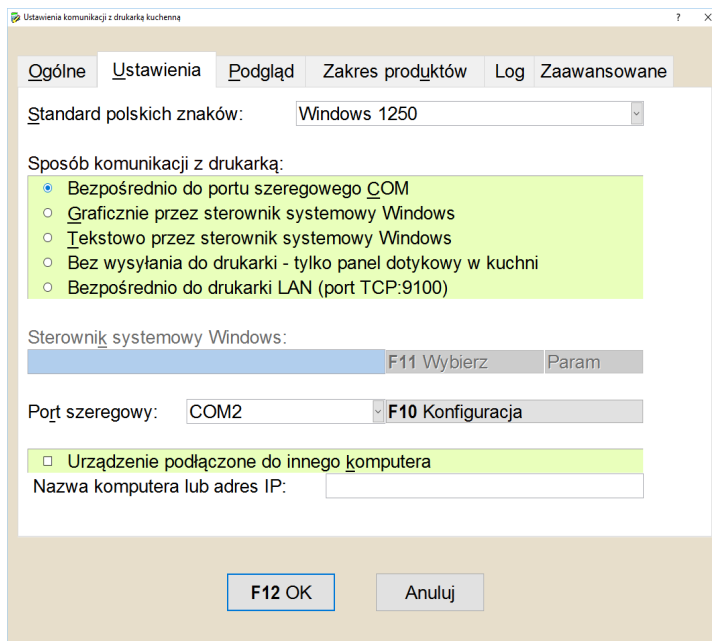 Ustawienia komunikacji z drukarką kuchenną ? X
Ogólne Ustawienia Podgląd Zakres produktów Log Zaawansowane
Standard polskich znaków: Windows 1250
Sposób komunikacji z drukarką:
Bezpośrednio do portu szeregowego COM
Graficznie przez sterownik systemowy Windows
Tekstowo przez sterownik systemowy Windows
Bez wysyłania do drukarki - tylko panel dotykowy w kuchni
Bezpośrednio do drukarki LAN (port TCP:9100)
Sterownik systemowy Windows:
F11 Wybierz Param
Port szeregowy: COM2 F10 Konfiguracja
Urządzenie podłączone do innego komputera
Nazwa komputera lub adres IP:
F12 OK Anuluj